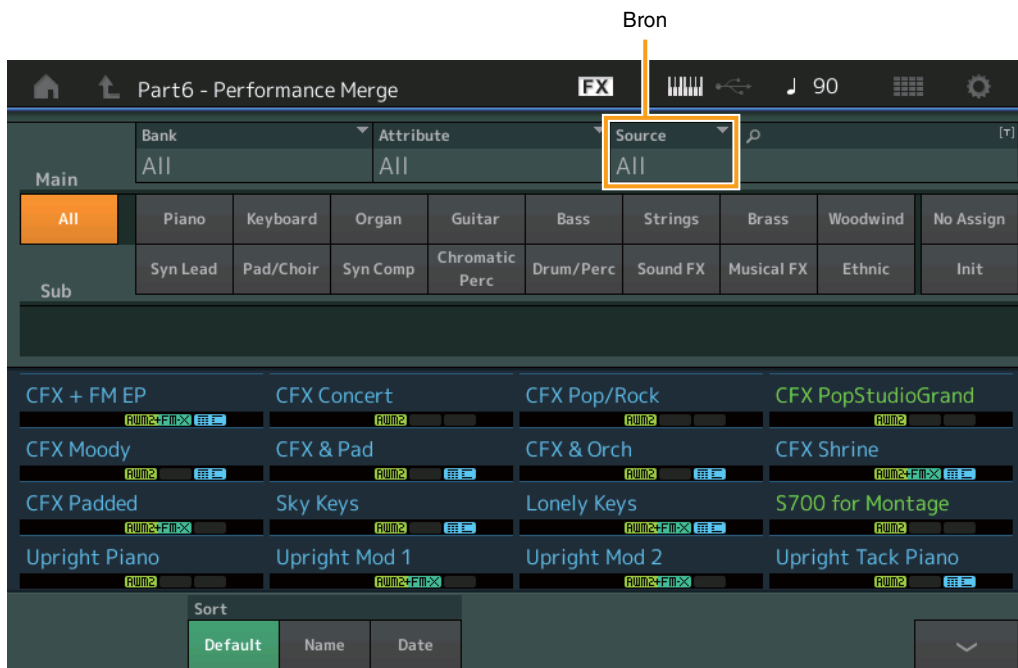 Bron
Part6 - Performance Merge
FX
90
Bank
Attribute
Source
[T]
All
All
All
Main
All
Piano
Keyboard
Organ
Guitar
Bass
Strings
Brass
Woodwind
No Assign
Syn Lead
Pad/Choir
Syn Comp
Chromatic
Perc
Drum/Perc
Sound FX
Musical FX
Ethnic
Init
Sub
CFX + FM EP
CFX Concert
CFX Pop/Rock
CFX PopStudioGrand
AWM2+FM-X
AWM2
AWM2
AWM2
CFX Moody
CFX & Pad
CFX & Orch
CFX Shrine
AWM2
AWM2
AWM2
AWM2+FM-X
CFX Padded
Sky Keys
Lonely Keys
S700 for Montage
AWM2+FM-X
AWM2
AWM2+FM-X
AWM2
Upright Piano
Upright Mod 1
Upright Mod 2
Upright Tack Piano
AWM2
AWM2+FM-X
AWM2+FM-X
AWM2
Sort
Default
Name
Date